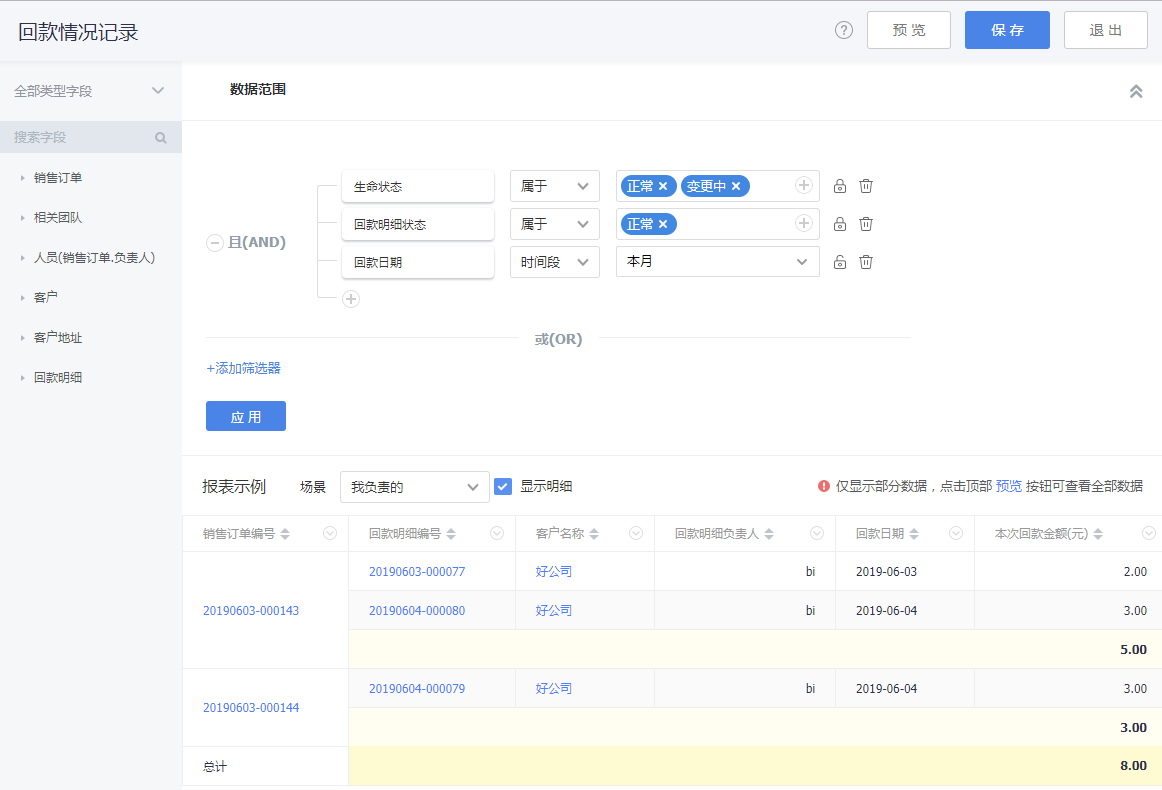 回款情况记录
预 览
保 存
退 出
全部类型字段
搜索字段
销售订单
相关团队
人员(销售订单.负责人)
客户
客户地址
回款明细
数据范围
且(AND)
生命状态 属于 正常 × 变更中 ×
回款明细状态 属于 正常 ×
回款日期 时间段 本月
或(OR)
+添加筛选器
应 用
报表示例 场景 我负责的 显示明细 仅显示部分数据，点击顶部 预览 按钮可查看全部数据
销售订单编号 回款明细编号 客户名称 回款明细负责人 回款日期 本次回款金额(元)
20190603-000143 20190603-000077 好公司 bi 2019-06-03 2.00
20190604-000080 好公司 bi 2019-06-04 3.00
5.00
20190603-000144 20190604-000079 好公司 bi 2019-06-04 3.00
3.00
总计 8.00